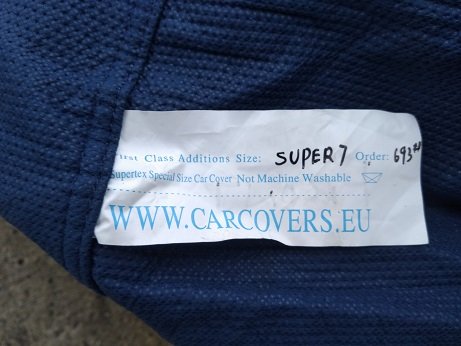 First Class Additions Size: SUPER 7 Order: 693
Supertex Special Size Car Cover Not Machine Washable
WWW.CARCOVERS.EU